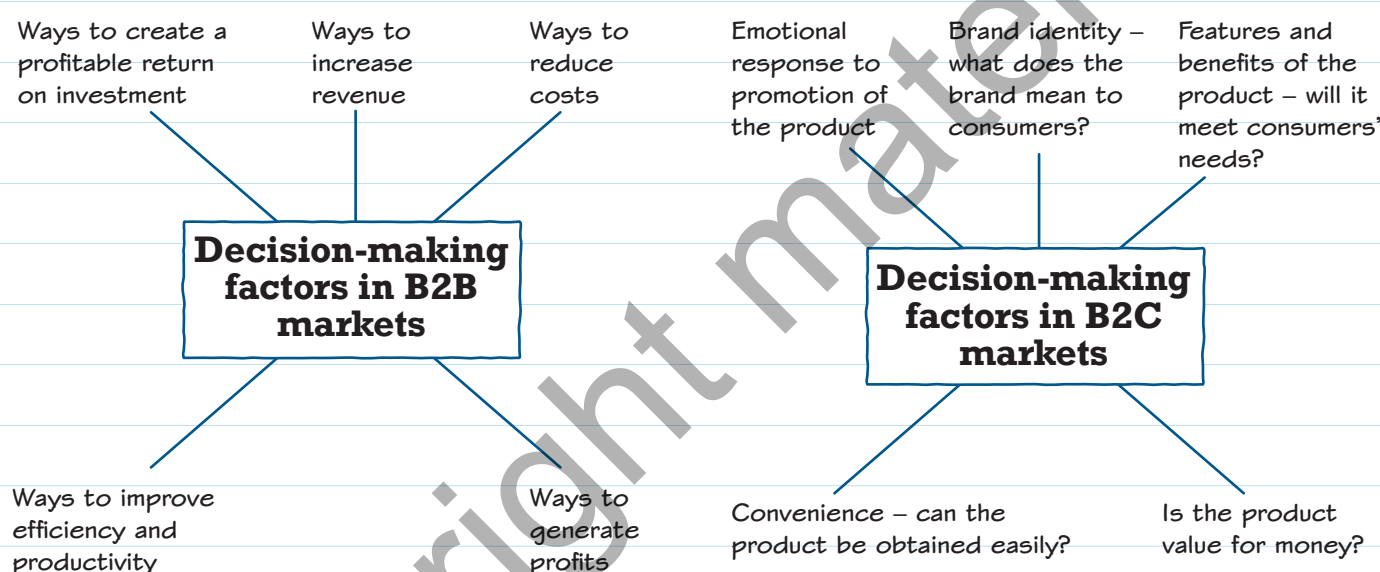 Ways to create a
profitable return
on investment
Ways to
increase
revenue
Ways to
reduce
costs
Decision-making
factors in B2B
markets
Ways to improve
efficiency and
productivity
Ways to
generate
profits
Emotional
response to
promotion of
the product
Brand identity –
what does the
brand mean to
consumers?
Features and
benefits of the
product – will it
meet consumers'
needs?
Decision-making
factors in B2C
markets
Convenience – can the
product be obtained easily?
Is the product
value for money?
right mater